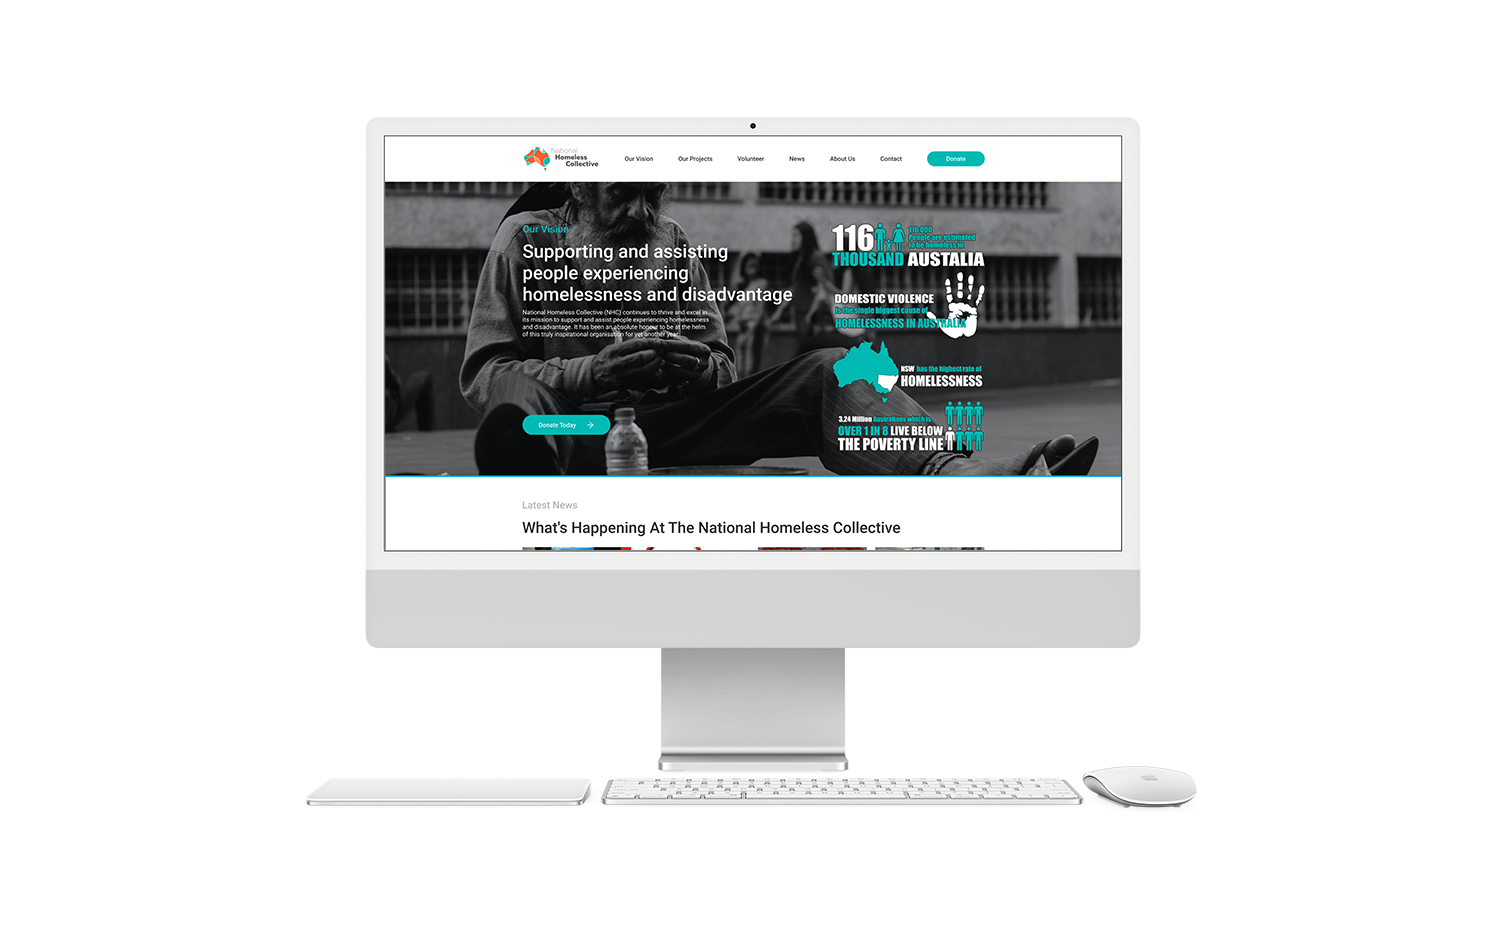 National
Homeless
Collective
Our Vision
Our Projects
Volunteer
News
About Us
Contact
Donate
Our Vision
Supporting and assisting
people experiencing
homelessness and disadvantage
National Homeless Collective (NHC) continues to thrive and excel in
its mission to support and assist people experiencing homelessness
and disadvantage. It has been an absolute honour to be at the helm
of this truly inspirational organisation for yet another year.
Donate Today
116
116 000
People are estimated
to be homeless in
THOUSAND AUSTALIA
DOMESTIC VIOLENCE
is the single biggest cause of
HOMELESSNESS IN AUSTRALIA
NSW has the highest rate of
HOMELESSNESS
3.24 Million Australians which is
OVER 1 IN 8 LIVE BELOW
THE POVERTY LINE
Latest News
What's Happening At The National Homeless Collective